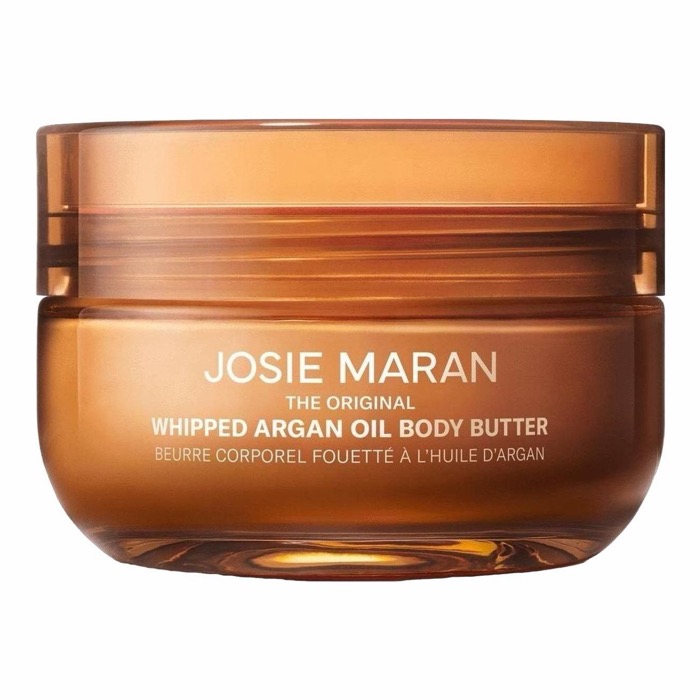 JOSIE MARAN
THE ORIGINAL
WHIPPED ARGAN OIL BODY BUTTER
BEURRE CORPOREL FOUETTÉ À L'HUILE D'ARGAN